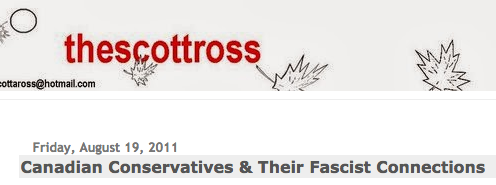 thescottross
cottaross@hotmail.com
Friday, August 19, 2011
Canadian Conservatives & Their Fascist Connections